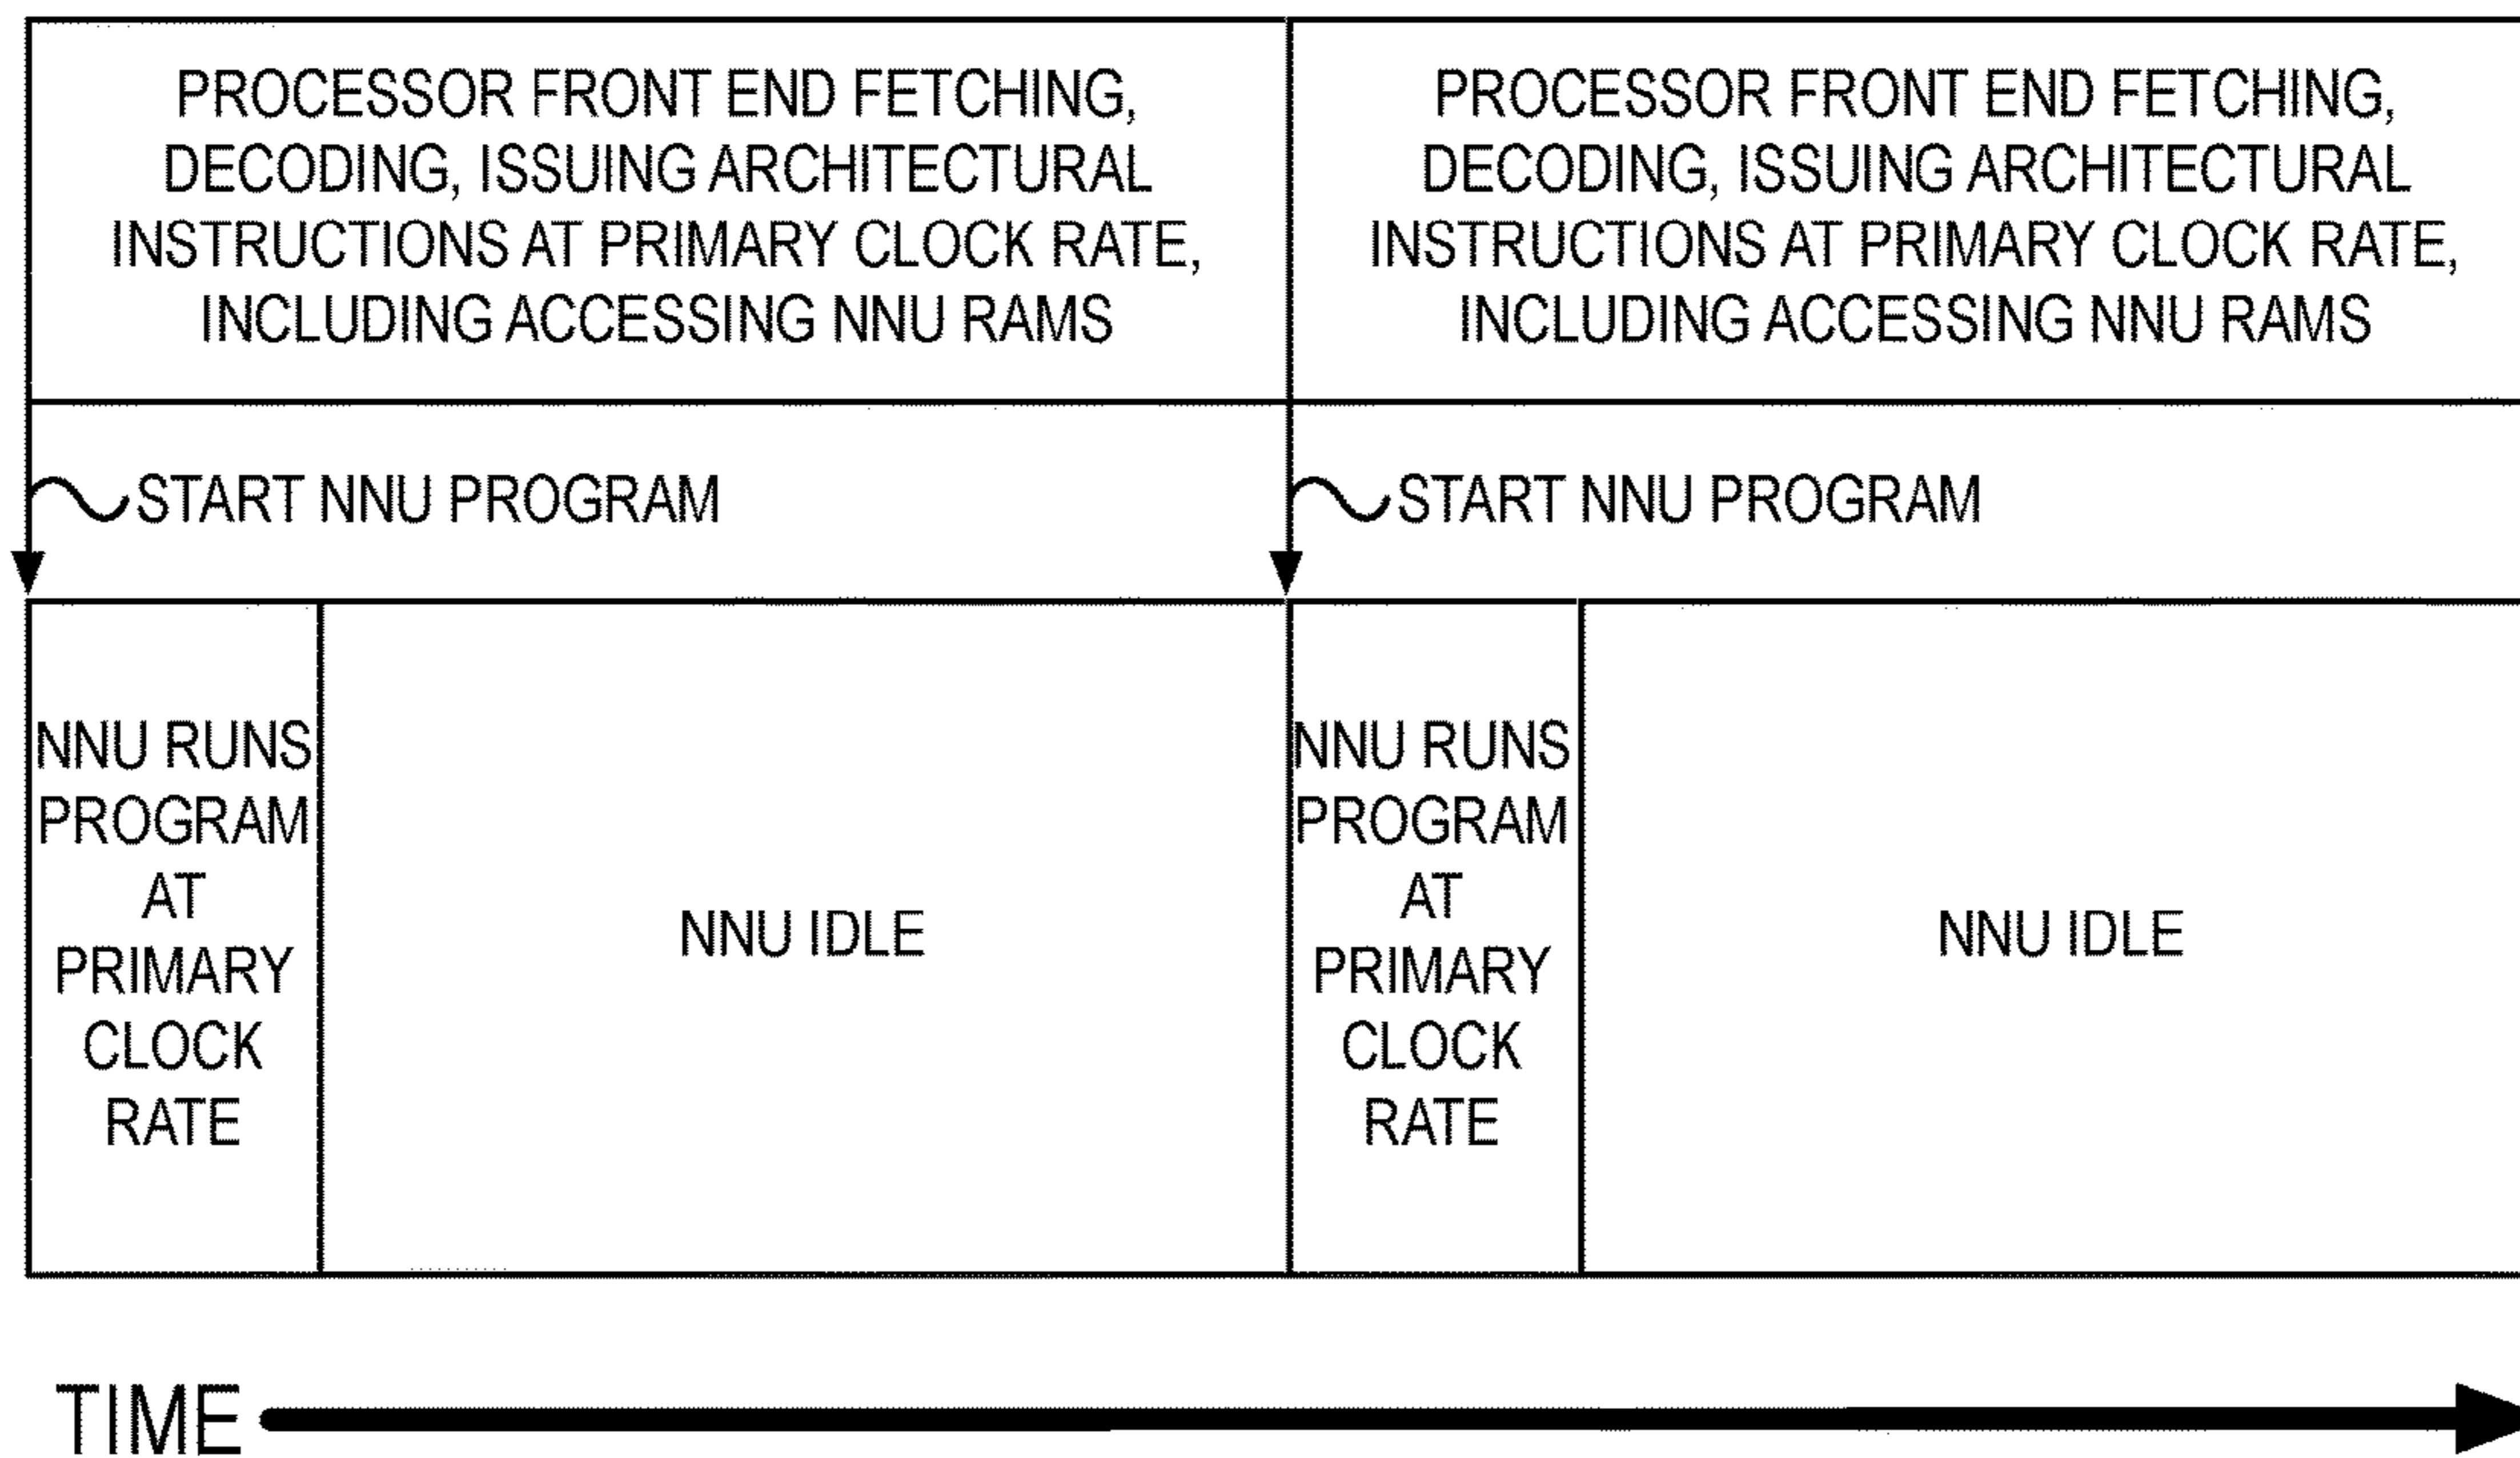 PROCESSOR FRONT END FETCHING,
DECODING, ISSUING ARCHITECTURAL
INSTRUCTIONS AT PRIMARY CLOCK RATE,
INCLUDING ACCESSING NNU RAMS
PROCESSOR FRONT END FETCHING,
DECODING, ISSUING ARCHITECTURAL
INSTRUCTIONS AT PRIMARY CLOCK RATE,
INCLUDING ACCESSING NNU RAMS
START NNU PROGRAM
START NNU PROGRAM
NNU RUNS
PROGRAM
AT
PRIMARY
CLOCK
RATE
NNU IDLE
NNU RUNS
PROGRAM
AT
PRIMARY
CLOCK
RATE
NNU IDLE
TIME